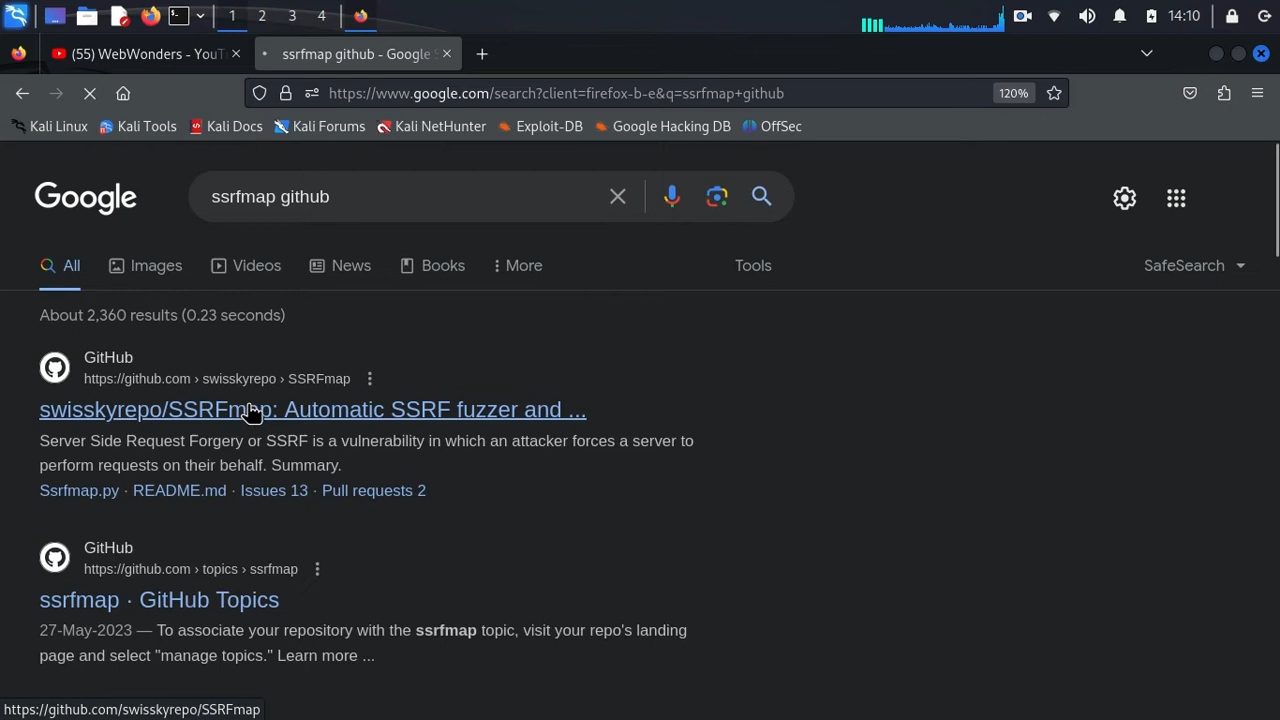 1 2 3 4 14:10
(55) WebWonders - YouT
ssrfmap github - Google
https://www.google.com/search?client=firefox-b-e&q=ssrfmap+github 120%
Kali Linux Kali Tools Kali Docs Kali Forums Kali NetHunter Exploit-DB Google Hacking DB OffSec
Google ssrfmap github
All Images Videos News Books More Tools SafeSearch
About 2,360 results (0.23 seconds)
GitHub
https://github.com › swisskyrepo › SSRFmap
swisskyrepo/SSRFmap: Automatic SSRF fuzzer and ...
Server Side Request Forgery or SSRF is a vulnerability in which an attacker forces a server to
perform requests on their behalf. Summary.
Ssrfmap.py · README.md · Issues 13 · Pull requests 2
GitHub
https://github.com › topics › ssrfmap
ssrfmap · GitHub Topics
27-May-2023 — To associate your repository with the ssrfmap topic, visit your repo's landing
page and select "manage topics." Learn more ...
https://github.com/swisskyrepo/SSRFmap